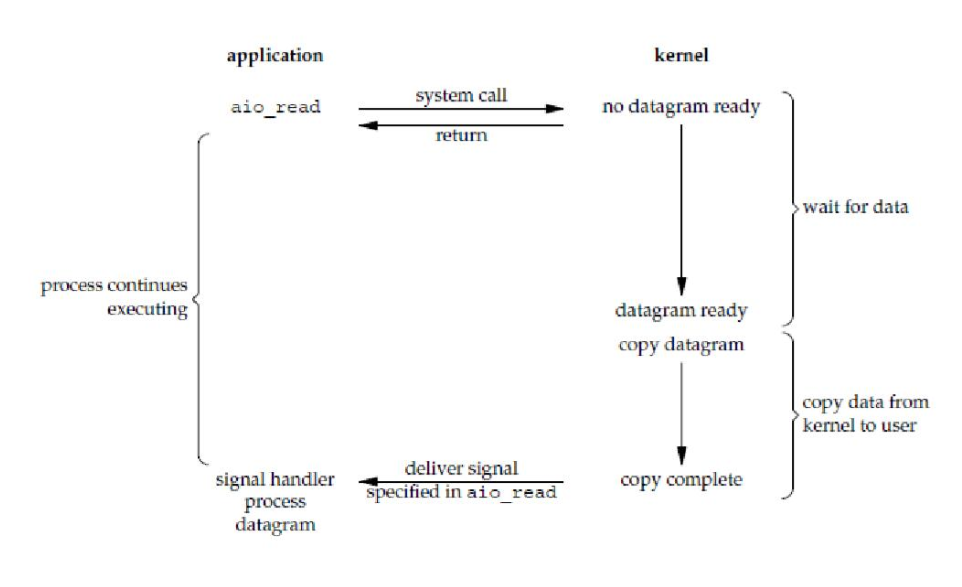 application
kernel
aio_read
system call
no datagram ready
return
wait for data
process continues
executing
datagram ready
copy datagram
copy data from
kernel to user
signal handler
process
datagram
deliver signal
specified in aio_read
copy complete